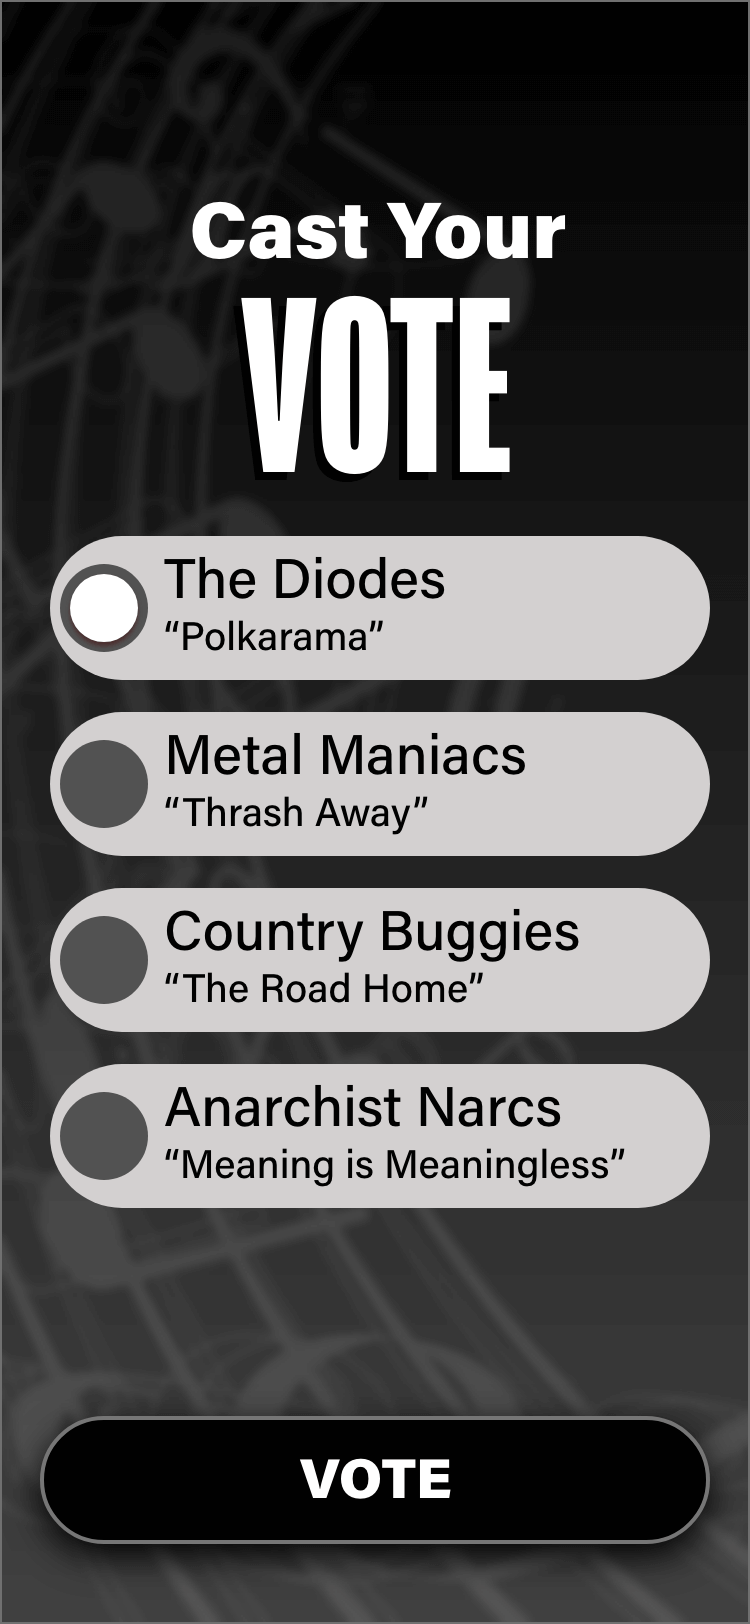 Cast Your
VOTE
The Diodes
“Polkarama”
Metal Maniacs
“Thrash Away”
Country Buggies
“The Road Home”
Anarchist Narcs
“Meaning is Meaningless”
VOTE